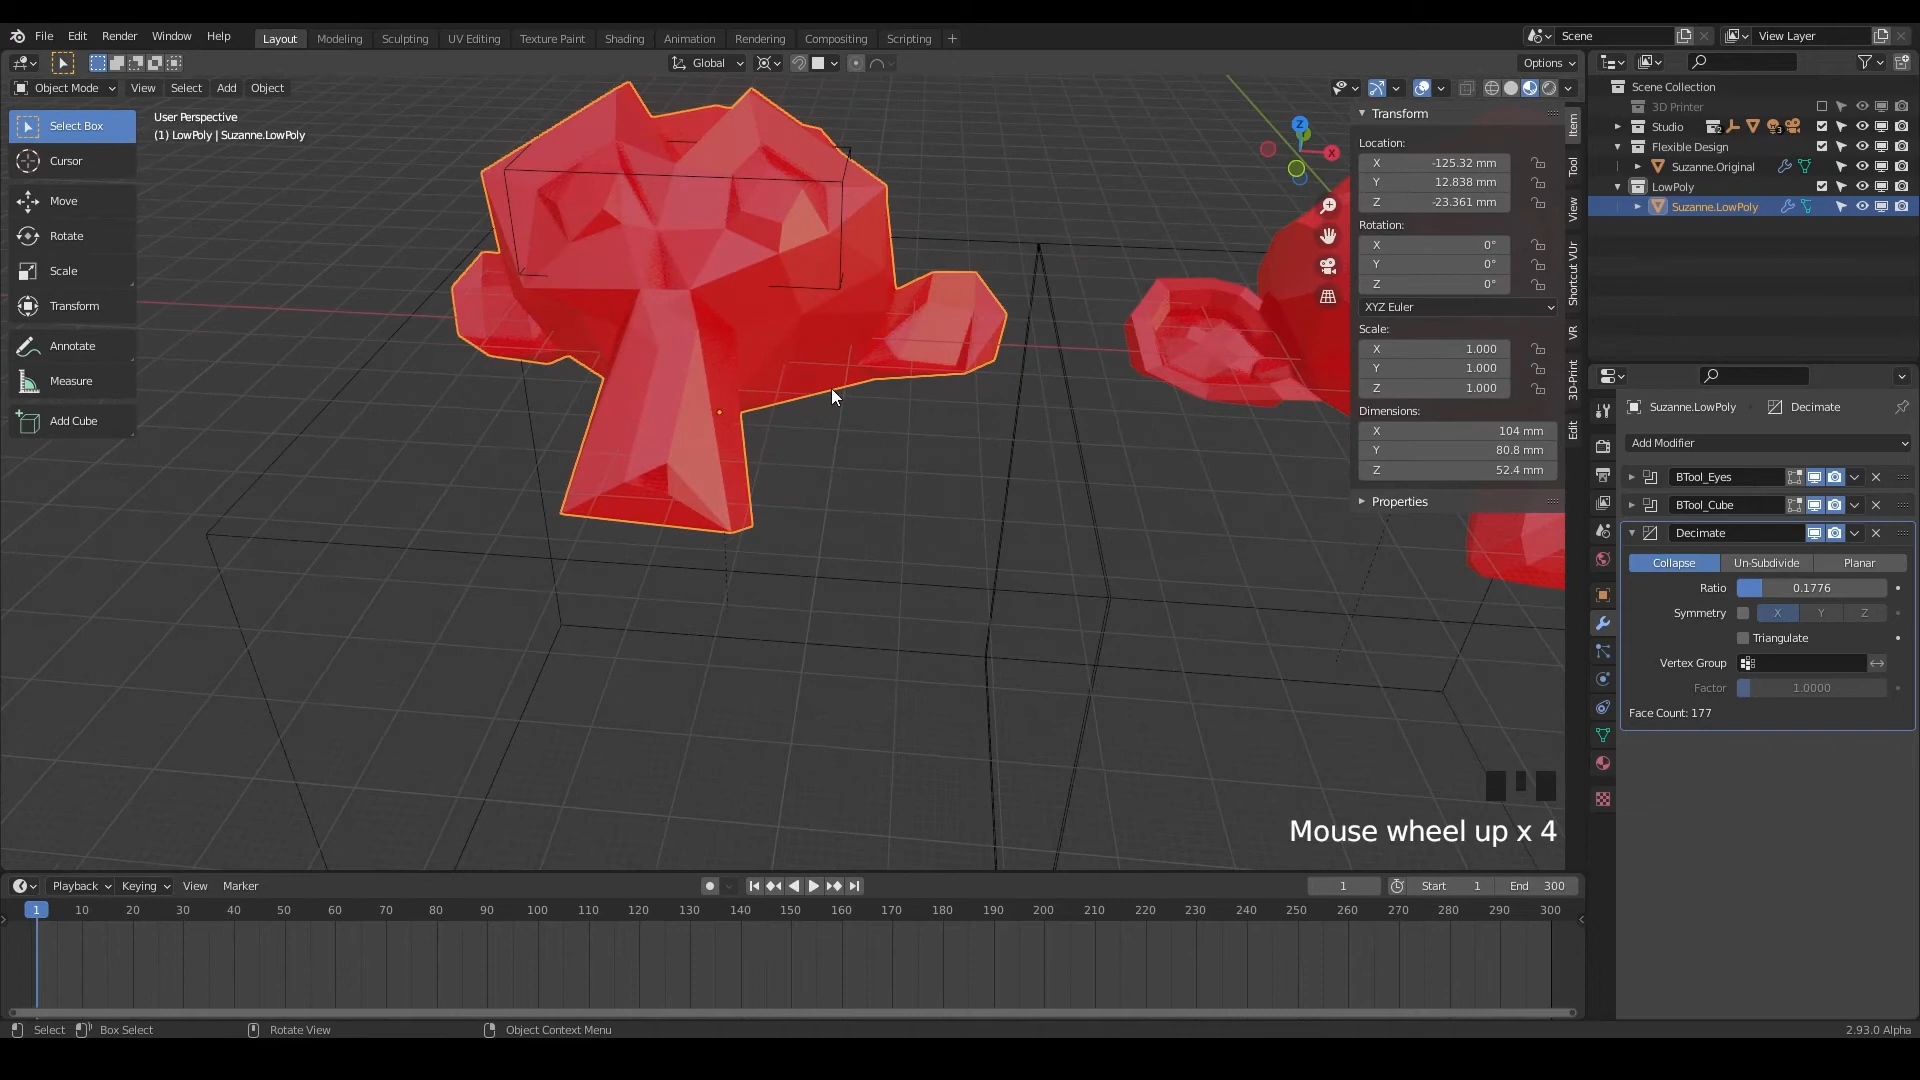 File Edit Render Window Help Layout Modeling Sculpting UV Editing Texture Paint Shading Animation Rendering Compositing Scripting + Scene View Layer
Global Options
Object Mode View Select Add Object
Select Box
Cursor
Move
Rotate
Scale
Transform
Annotate
Measure
Add Cube
User Perspective
(1) LowPoly | Suzanne.LowPoly
Z
X
Transform
Location:
X -125.32 mm
Y 12.838 mm
Z -23.361 mm
Rotation:
X 0°
Y 0°
Z 0°
XYZ Euler
Scale:
X 1.000
Y 1.000
Z 1.000
Dimensions:
X 104 mm
Y 80.8 mm
Z 52.4 mm
Properties
Item
Tool
View
Shortcut VUr
VR
3D-Print
Edit
Scene Collection
3D Printer
Studio
Flexible Design
Suzanne.Original
LowPoly
Suzanne.LowPoly
Suzanne.LowPoly Decimate
Add Modifier
BTool_Eyes
BTool_Cube
Decimate
Collapse Un-Subdivide Planar
Ratio 0.1776
Symmetry X Y Z
Triangulate
Vertex Group
Factor 1.0000
Face Count: 177
Mouse wheel up x 4
Playback Keying View Marker 1 Start 1 End 300
1 10 20 30 40 50 60 70 80 90 100 110 120 130 140 150 160 170 180 190 200 210 220 230 240 250 260 270 280 290 300
Select Box Select Rotate View Object Context Menu 2.93.0 Alpha